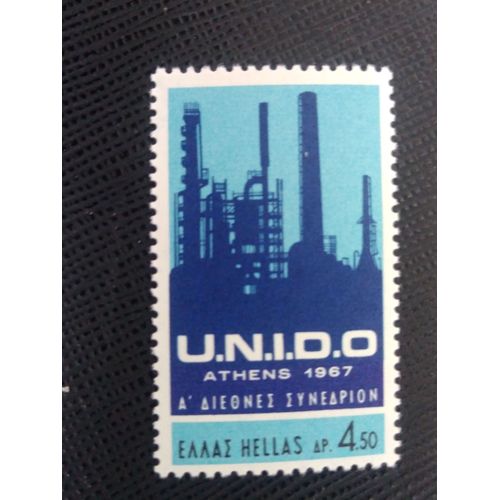 U.N.I.D.O
ATHENS 1967
Α' ΔΙΕΘΝΕΣ ΣΥΝΕΔΡΙΟΝ
ΕΛΛΑΣ HELLAS ΔΡ. 4.50